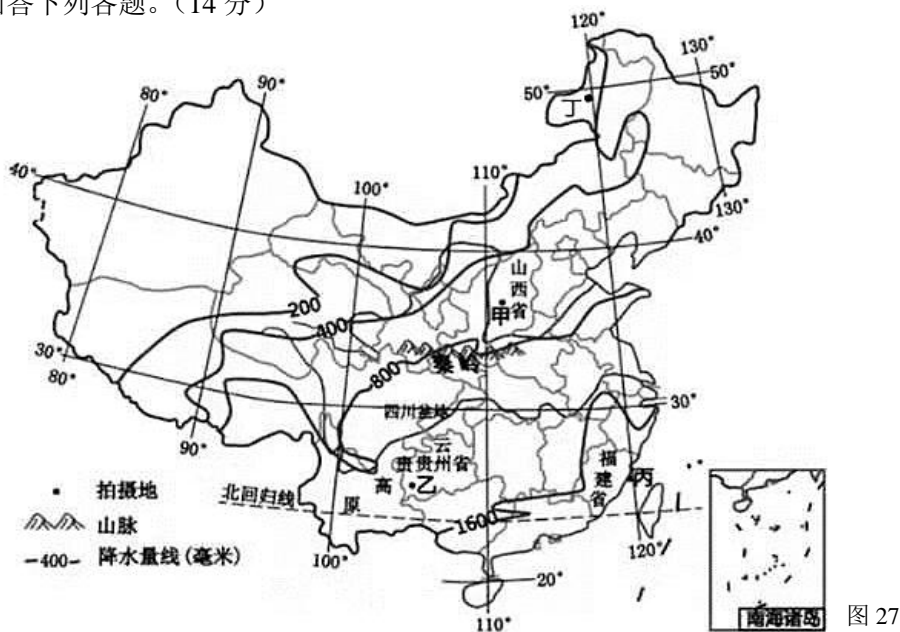 答下列各题。（14 分）
120°
130°
50°
50°
丁
80°
90°
40°
100°
110°
130°
40°
山西省
甲
200
400
秦岭
800
30°
80°
90°
四川盆地
30°
云
贵贵州省
高
乙
原
福建省
丙
北回归线
1600
100°
120°
20°
110°
拍摄地
山脉
-400- 降水量线(毫米)
南海诸岛
图 27